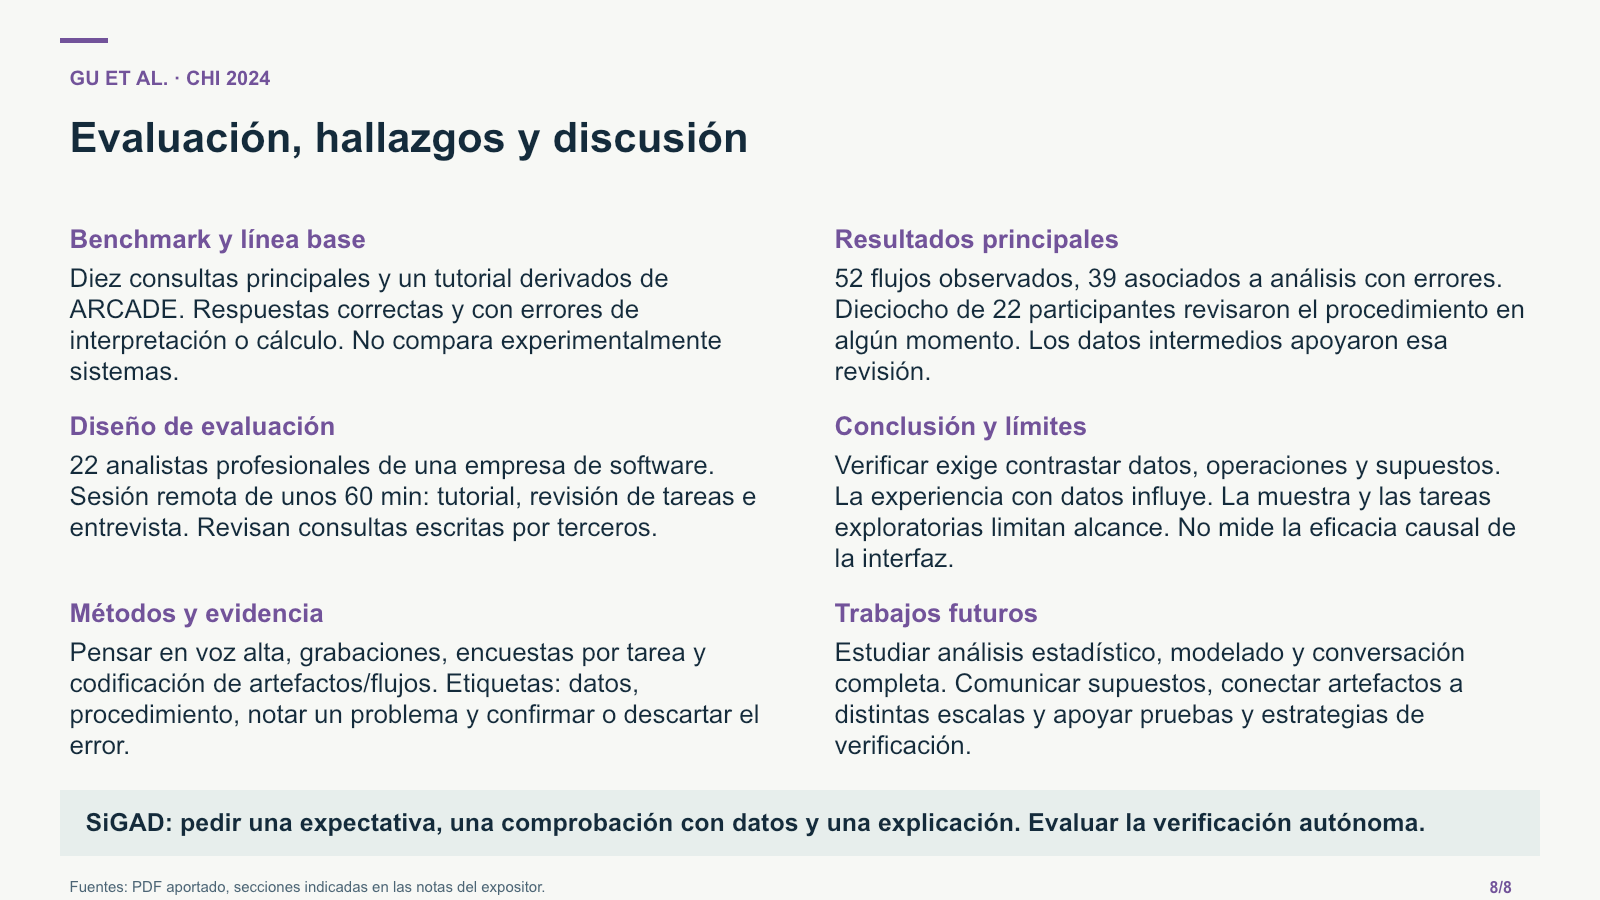 GU ET AL. · CHI 2024
Evaluación, hallazgos y discusión
Benchmark y línea base
Diez consultas principales y un tutorial derivados de
ARCADE. Respuestas correctas y con errores de
interpretación o cálculo. No compara experimentalmente
sistemas.
Diseño de evaluación
22 analistas profesionales de una empresa de software.
Sesión remota de unos 60 min: tutorial, revisión de tareas e
entrevista. Revisan consultas escritas por terceros.
Métodos y evidencia
Pensar en voz alta, grabaciones, encuestas por tarea y
codificación de artefactos/flujos. Etiquetas: datos,
procedimiento, notar un problema y confirmar o descartar el
error.
Resultados principales
52 flujos observados, 39 asociados a análisis con errores.
Dieciocho de 22 participantes revisaron el procedimiento en
algún momento. Los datos intermedios apoyaron esa
revisión.
Conclusión y límites
Verificar exige contrastar datos, operaciones y supuestos.
La experiencia con datos influye. La muestra y las tareas
exploratorias limitan alcance. No mide la eficacia causal de
la interfaz.
Trabajos futuros
Estudiar análisis estadístico, modelado y conversación
completa. Comunicar supuestos, conectar artefactos a
distintas escalas y apoyar pruebas y estrategias de
verificación.
SiGAD: pedir una expectativa, una comprobación con datos y una explicación. Evaluar la verificación autónoma.
Fuentes: PDF aportado, secciones indicadas en las notas del expositor.
8/8